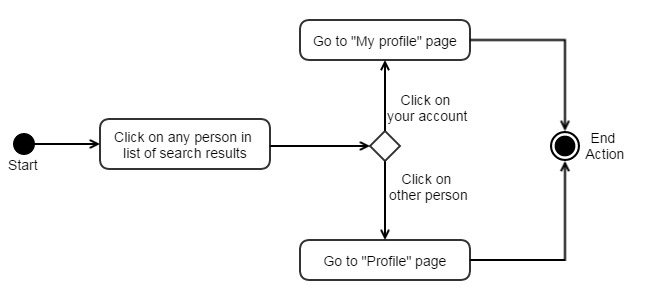 Go to "My profile" page
Click on
your account
Click on any person in
list of search results
Start
End
Action
Click on
other person
Go to "Profile" page